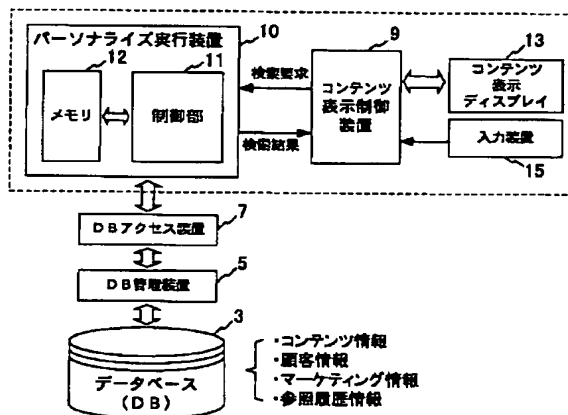 パーソナライズ実行装置
10
12
11
メモリ
制御部
検索要求
検索結果
9
コンテンツ
表示制御
装置
13
コンテンツ
表示
ディスプレイ
入力装置
15
DBアクセス装置
7
DB管理装置
5
3
データベース
(DB)
・コンテンツ情報
・顧客情報
・マーケティング情報
・参照履歴情報